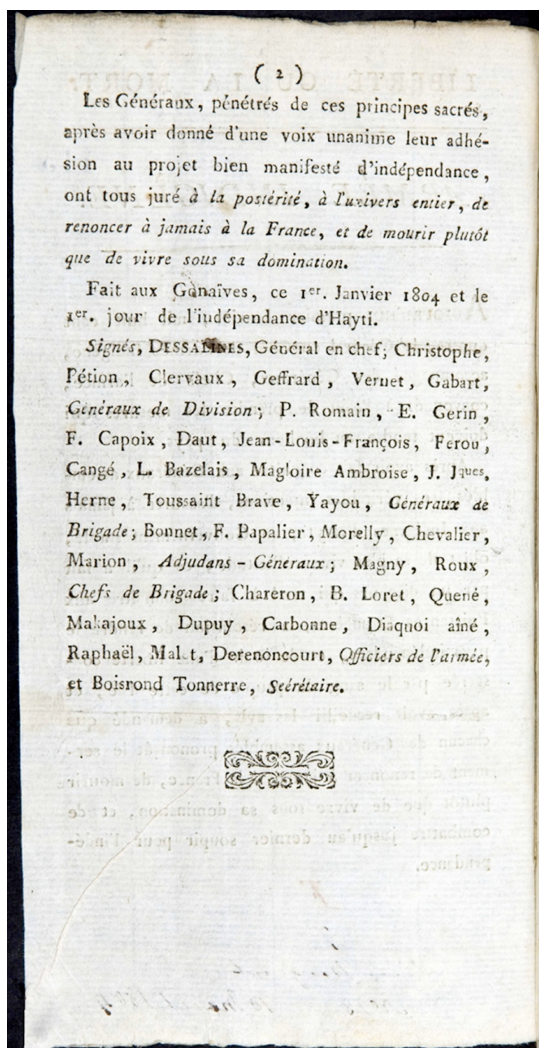 ( 2 )
Les Généraux, pénétrés de ces principes sacrés,
après avoir donné d'une voix unanime leur adhé-
sion au projet bien manifesté d'indépendance,
ont tous juré à la postérité, à l'univers entier, de
renoncer à jamais à la France, et de mourir plutôt
que de vivre sous sa domination.
Fait aux Gonaïves, ce 1er. Janvier 1804 et le
1er. jour de l'indépendance d'Hayti.
Signés, DESSALINES, Général en chef; Christophe,
Pétion, Clervaux, Geffrard, Vernet, Gabart,
Généraux de Division; P. Romain, E. Gerin,
F. Capoix, Daut, Jean-Louis-François, Ferou,
Cangé, L. Bazelais, Magloire Ambroise, J. Jques.
Herne, Toussaint Brave, Yayou, Généraux de
Brigade; Bonnet, F. Papalier, Morelly, Chevalier,
Marion, Adjudans-Géneraux; Magny, Roux,
Chefs de Brigade; Chareron, B. Loret, Quené,
Makajoux, Dupuy, Carbonne, Diaquoi aîné,
Raphaël, Malet, Derenoncourt, Officiers de l'armée,
et Boisrond Tonnerre, Secrétaire.